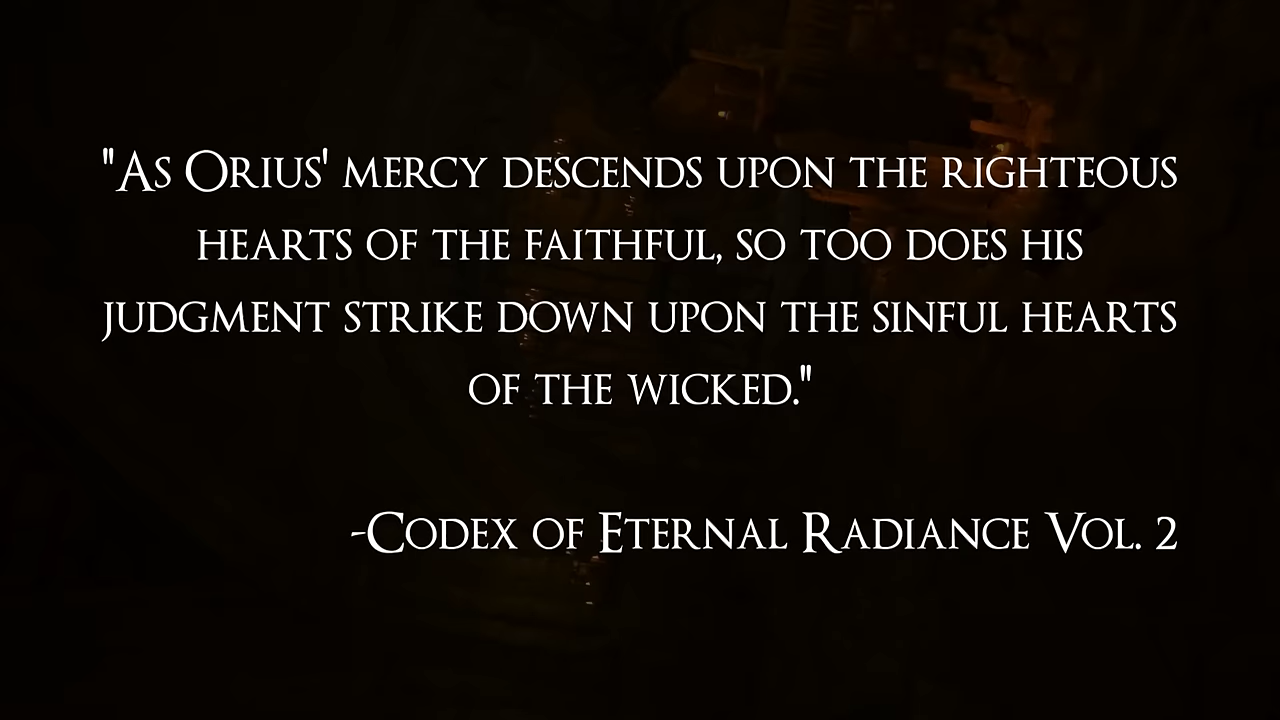 "As Orius' mercy descends upon the righteous
hearts of the faithful, so too does his
judgment strike down upon the sinful hearts
of the wicked."
-Codex of Eternal Radiance Vol. 2